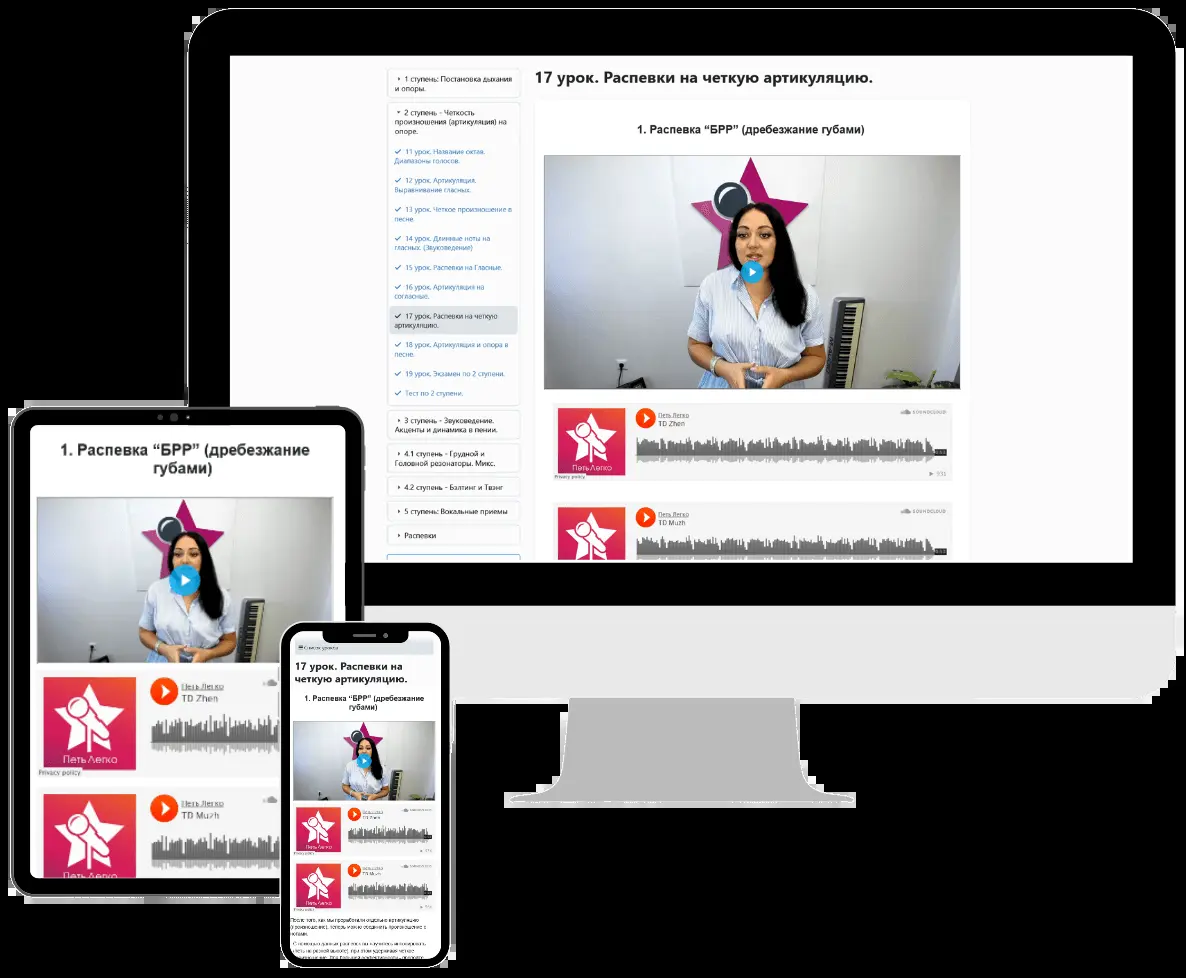 1 ступень: Постановка дыхания
и опоры.
2 ступень - Четкость
произношения (артикуляция) на
опоре.
11 урок. Название октав.
Диапазоны голосов.
12 урок. Артикуляция.
Выравнивание гласных.
13 урок. Четкое произношение в
песне.
14 урок. Длинные ноты на
гласных. (Звуковедение)
15 урок. Распевки на Гласные.
16 урок. Артикуляция на
согласные.
17 урок. Распевки на четкую
артикуляцию.
18 урок. Артикуляция и опора в
песне.
19 урок. Экзамен по 2 ступени.
Тест по 2 ступени.
3 ступень - Звуковедение.
Акценты и динамика в пении.
4.1 ступень - Грудной и
Головной резонаторы. Микс.
4.2 ступень - Бэлтинг и Твэнг
5 ступень: Вокальные приемы
Распевки
17 урок. Распевки на четкую артикуляцию.
1. Распевка “БРР” (дребезжание губами)
Петь Легко
TD Zhen
SOUNDCLOUD
Петь Легко
Privacy policy
Петь Легко
TD Muzh
SOUNDCLOUD
1. Распевка “БРР” (дребезжание
губами)
Петь Легко
TD Zhen
Петь Легко
Privacy policy
Петь Легко
TD Muzh
Петь Легко
Список уроков
17 урок. Распевки на
четкую артикуляцию.
1. Распевка “БРР” (дребезжание
губами)
Петь Легко
TD Zhen
Петь Легко
Петь Легко
TD Muzh
Петь Легко
После того, как мы проработали отдельно артикуляцию
(произношение), теперь можно соединить произношение с
нотами.